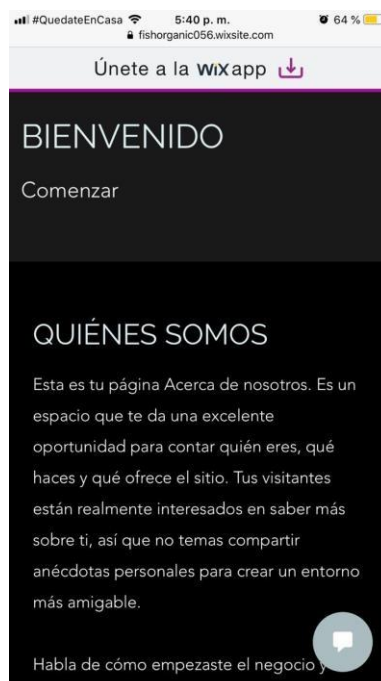 #QuedateEnCasa 5:40 p. m. 64 %
fishorganic056.wixsite.com
Únete a la WiX app
BIENVENIDO
Comenzar
QUIÉNES SOMOS
Esta es tu página Acerca de nosotros. Es un
espacio que te da una excelente
oportunidad para contar quién eres, qué
haces y qué ofrece el sitio. Tus visitantes
están realmente interesados en saber más
sobre ti, así que no temas compartir
anécdotas personales para crear un entorno
más amigable.
Habla de cómo empezaste el negocio y